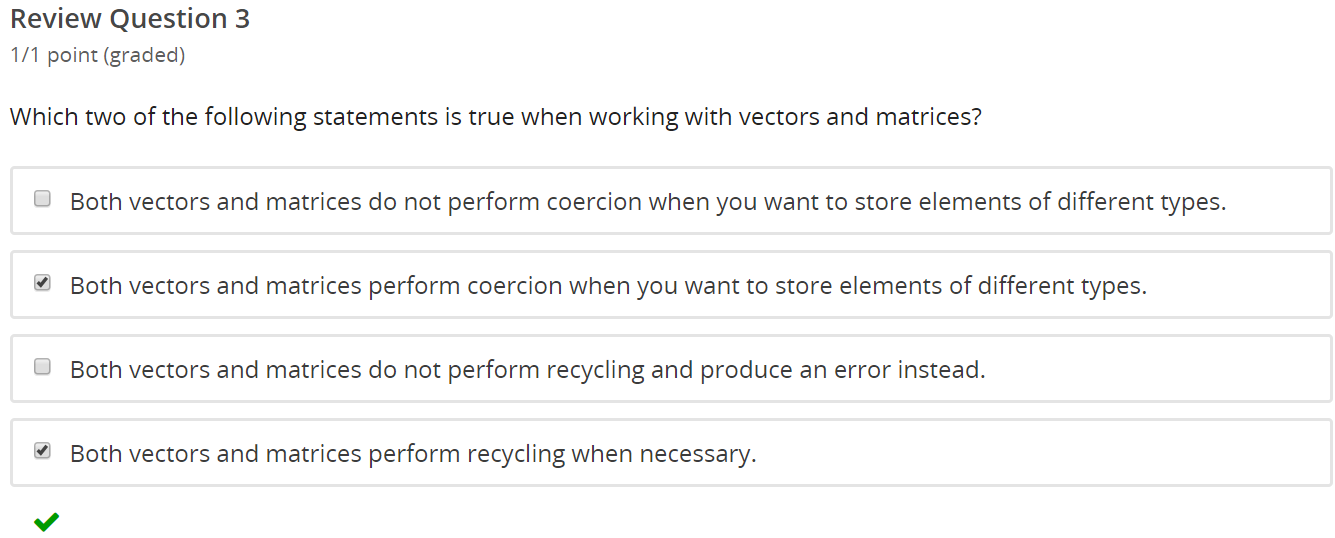 Review Question 3
1/1 point (graded)
Which two of the following statements is true when working with vectors and matrices?
Both vectors and matrices do not perform coercion when you want to store elements of different types.
Both vectors and matrices perform coercion when you want to store elements of different types.
Both vectors and matrices do not perform recycling and produce an error instead.
Both vectors and matrices perform recycling when necessary.